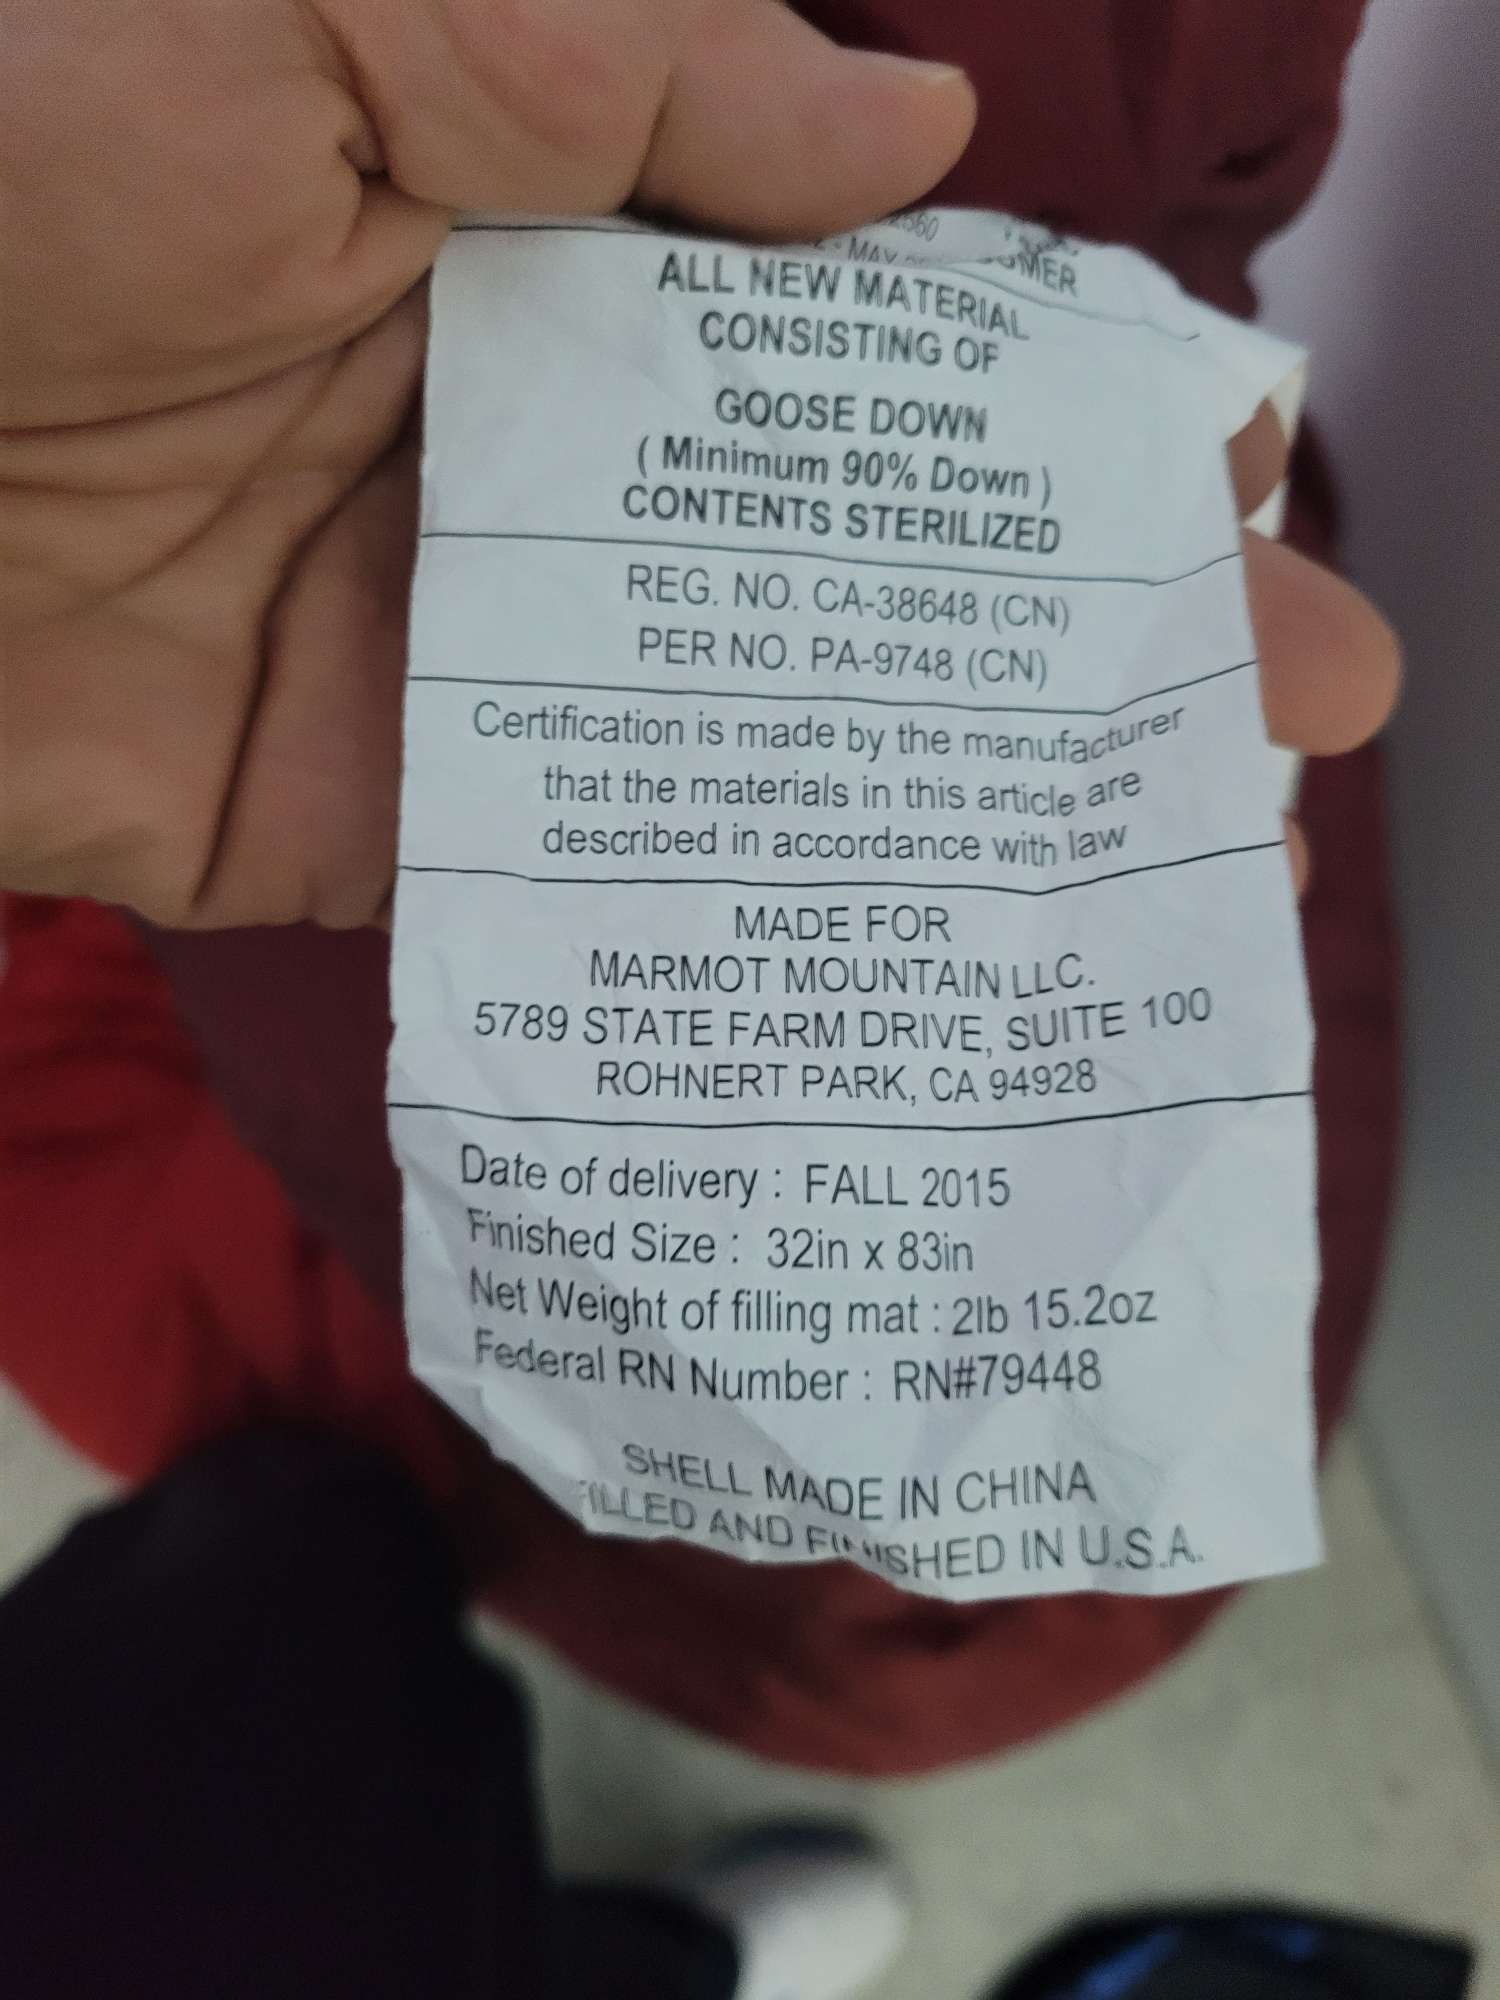 MAY
ALL NEW MATERIAL
CONSISTING OF
GOOSE DOWN
( Minimum 90% Down )
CONTENTS STERILIZED
REG. NO. CA-38648 (CN)
PER NO. PA-9748 (CN)
Certification is made by the manufacturer
that the materials in this article are
described in accordance with law
MADE FOR
MARMOT MOUNTAIN LLC.
5789 STATE FARM DRIVE, SUITE 100
ROHNERT PARK, CA 94928
Date of delivery : FALL 2015
Finished Size : 32in x 83in
Net Weight of filling mat : 2lb 15.2oz
Federal RN Number : RN#79448
SHELL MADE IN CHINA
FILLED AND FINISHED IN U.S.A.